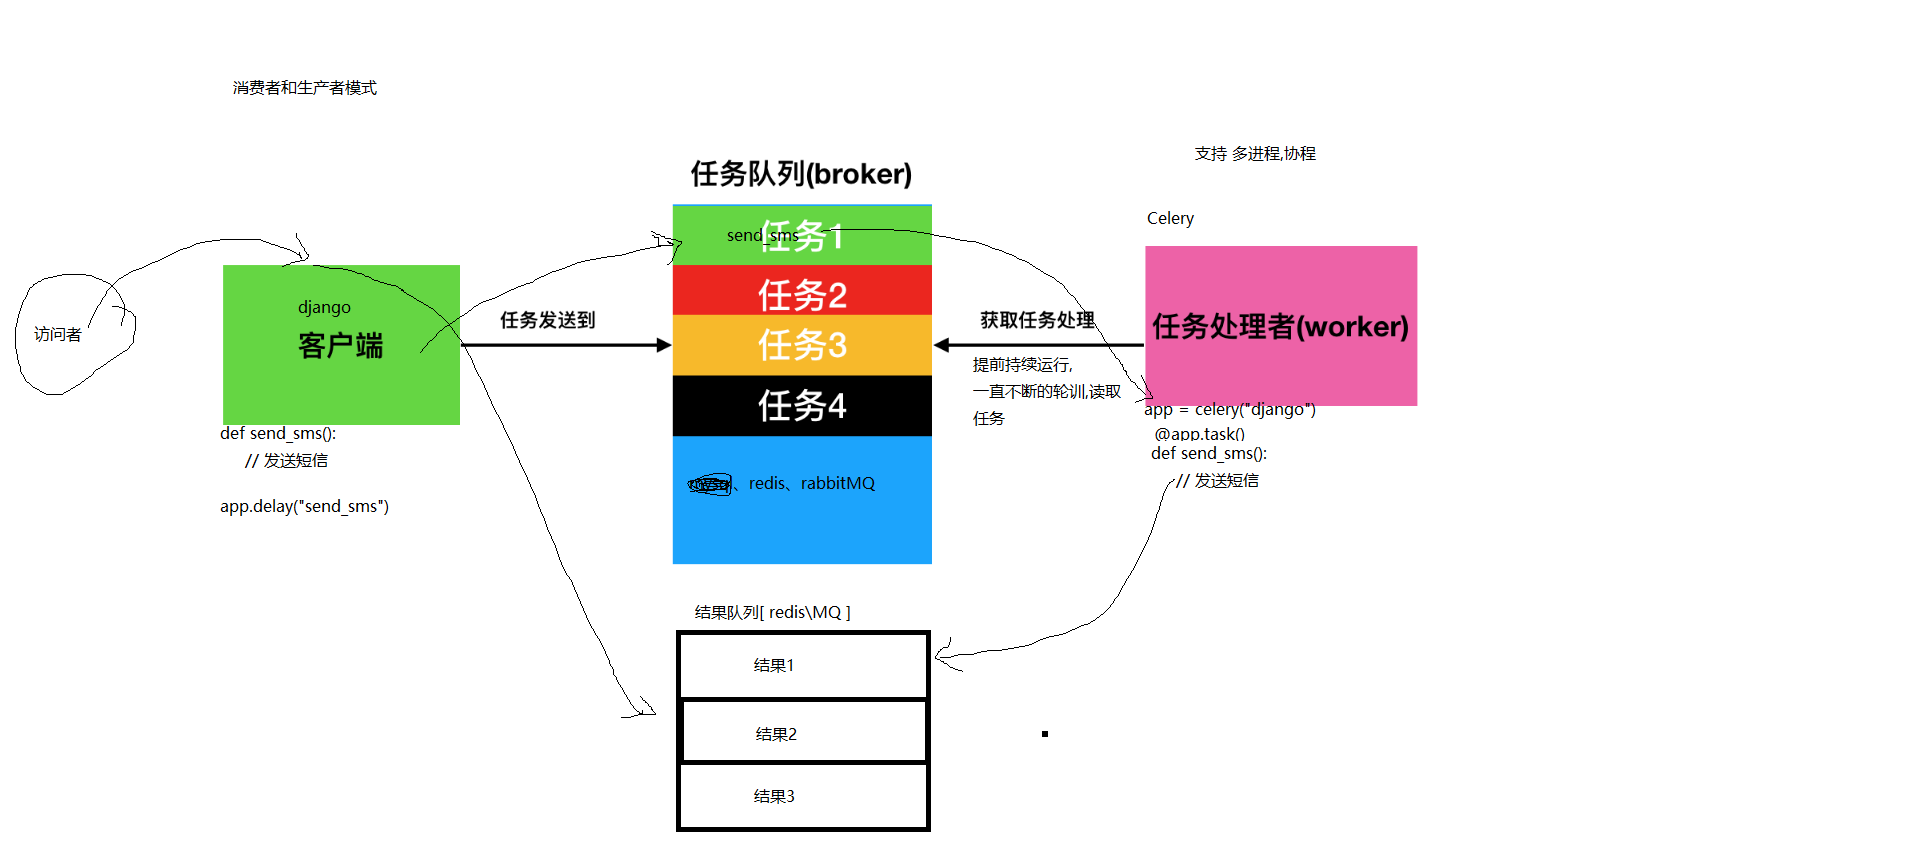 消费者和生产者模式
支持 多进程,协程
任务队列(broker)
Celery
send_sms
任务1
任务2
任务3
任务4
、redis、rabbitMQ
访问者
django
客户端
任务发送到
获取任务处理
任务处理者(worker)
提前持续运行,
一直不断的轮训,读取
任务
def send_sms():
// 发送短信
app.delay("send_sms")
app = celery("django")
@app.task()
def send_sms():
// 发送短信
结果队列[ redis\MQ ]
结果1
结果2
结果3